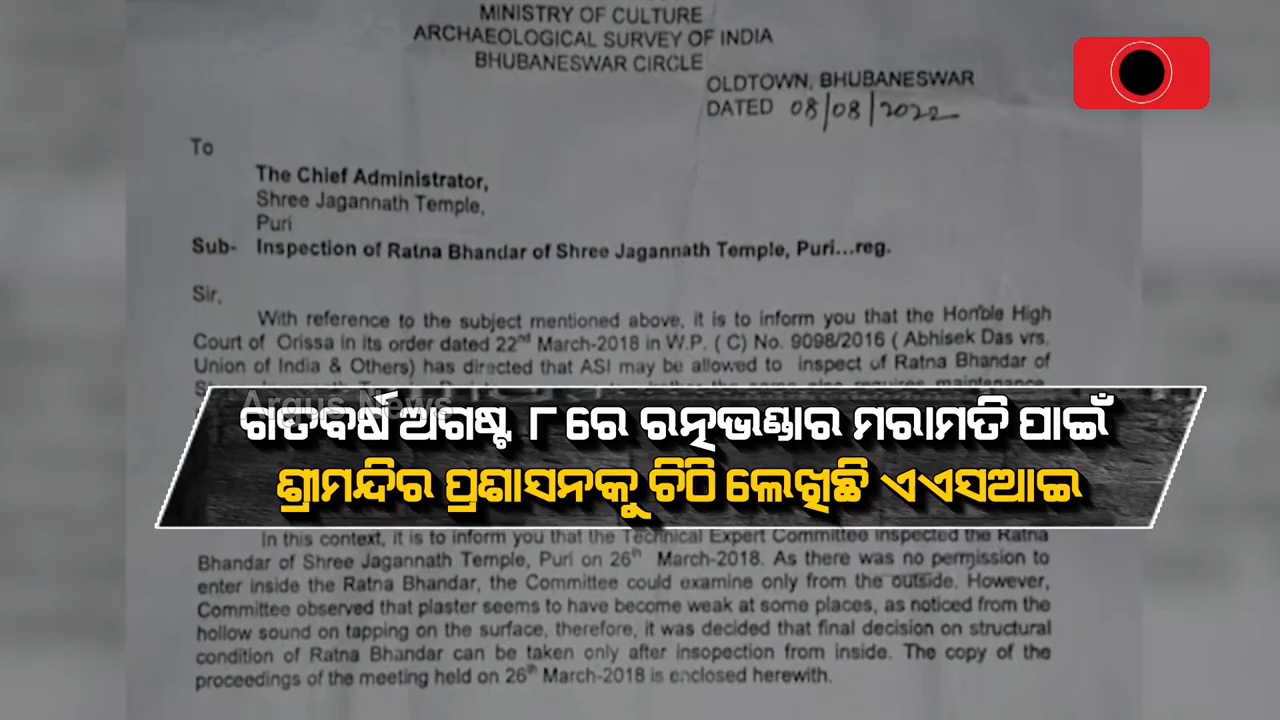 MINISTRY OF CULTURE
ARCHAEOLOGICAL SURVEY OF INDIA
BHUBANESWAR CIRCLE
OLDTOWN, BHUBANESWAR
DATED 08/08/2022
To
The Chief Administrator,
Shree Jagannath Temple,
Puri
Sub- Inspection of Ratna Bhandar of Shree Jagannath Temple, Puri...reg.
Sir,
With reference to the subject mentioned above, it is to inform you that the Hon'ble High
Court of Orissa in its order dated 22nd March-2018 in W.P. ( C) No. 9098/2016 ( Abhisek Das vrs.
Union of India & Others) has directed that ASI may be allowed to inspect of Ratna Bhandar of
Argus News
ଗତବର୍ଷ ଅଗଷ୍ଟ ୮ ରେ ରତ୍ନଭଣ୍ଡାର ମରାମତି ପାଇଁ
ଶ୍ରୀମନ୍ଦିର ପ୍ରଶାସନକୁ ଚିଠି ଲେଖିଛି ଏଏସଆଇ
In this context, it is to inform you that the Technical Expert Committee inspected the Ratna
Bhandar of Shree Jagannath Temple, Puri on 26th March-2018. As there was no permission to
enter inside the Ratna Bhandar, the Committee could examine only from the outside. However,
Committee observed that plaster seems to have become weak at some places, as noticed from the
hollow sound on tapping on the surface, therefore, it was decided that final decision on structural
condition of Ratna Bhandar can be taken only after insopection from inside. The copy of the
proceedings of the meeting held on 26th March-2018 is enclosed herewith.